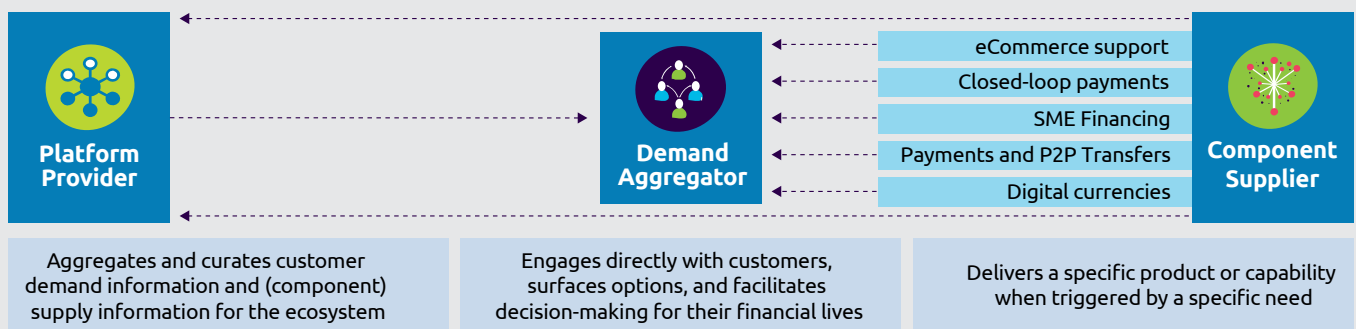 Platform
Provider
Demand
Aggregator
eCommerce support
Closed-loop payments
SME Financing
Payments and P2P Transfers
Digital currencies
Component
Supplier
Aggregates and curates customer
demand information and (component)
supply information for the ecosystem
Engages directly with customers,
surfaces options, and facilitates
decision-making for their financial lives
Delivers a specific product or capability
when triggered by a specific need